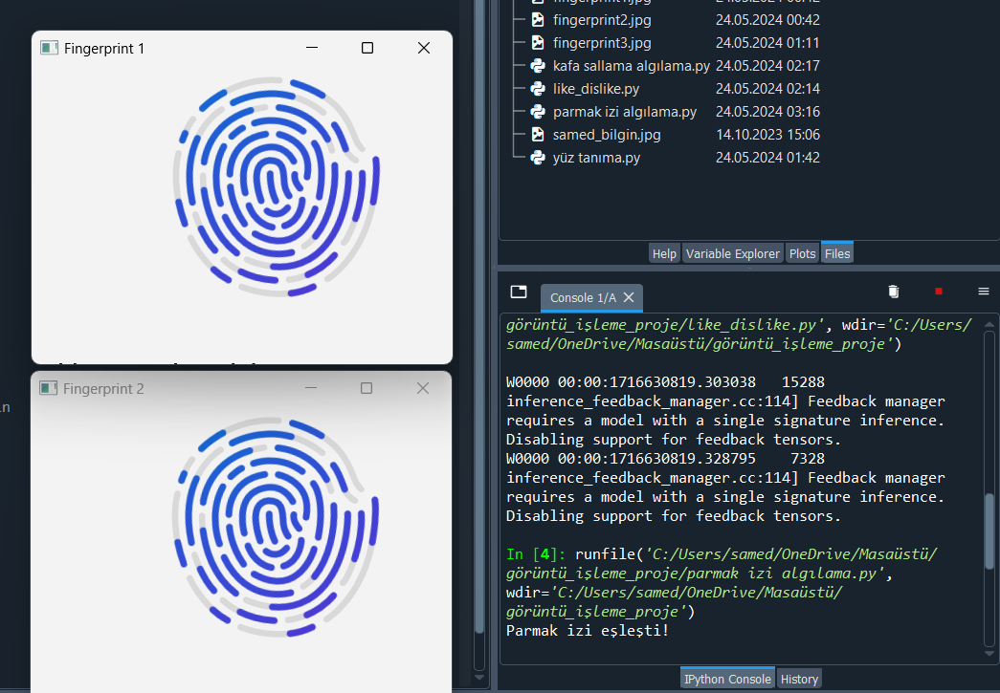 Fingerprint 1
Fingerprint 2
fingerprint1.jpg 24.05.2024 00:42
fingerprint2.jpg 24.05.2024 00:42
fingerprint3.jpg 24.05.2024 01:11
kafa sallama algılama.py 24.05.2024 02:17
like_dislike.py 24.05.2024 02:14
parmak izi algılama.py 24.05.2024 03:16
samed_bilgin.jpg 14.10.2023 15:06
yüz tanıma.py 24.05.2024 01:42
Help Variable Explorer Plots Files
Console 1/A
görüntü_işleme_proje/like_dislike.py', wdir='C:/Users/
samed/OneDrive/Masaüstü/görüntü_işleme_proje')
W0000 00:00:1716630819.303038 15288
inference_feedback_manager.cc:114] Feedback manager
requires a model with a single signature inference.
Disabling support for feedback tensors.
W0000 00:00:1716630819.328795 7328
inference_feedback_manager.cc:114] Feedback manager
requires a model with a single signature inference.
Disabling support for feedback tensors.
In [4]: runfile('C:/Users/samed/OneDrive/Masaüstü/
görüntü_işleme_proje/parmak izi algılama.py',
wdir='C:/Users/samed/OneDrive/Masaüstü/
görüntü_işleme_proje')
Parmak izi eşleşti!
IPython Console History